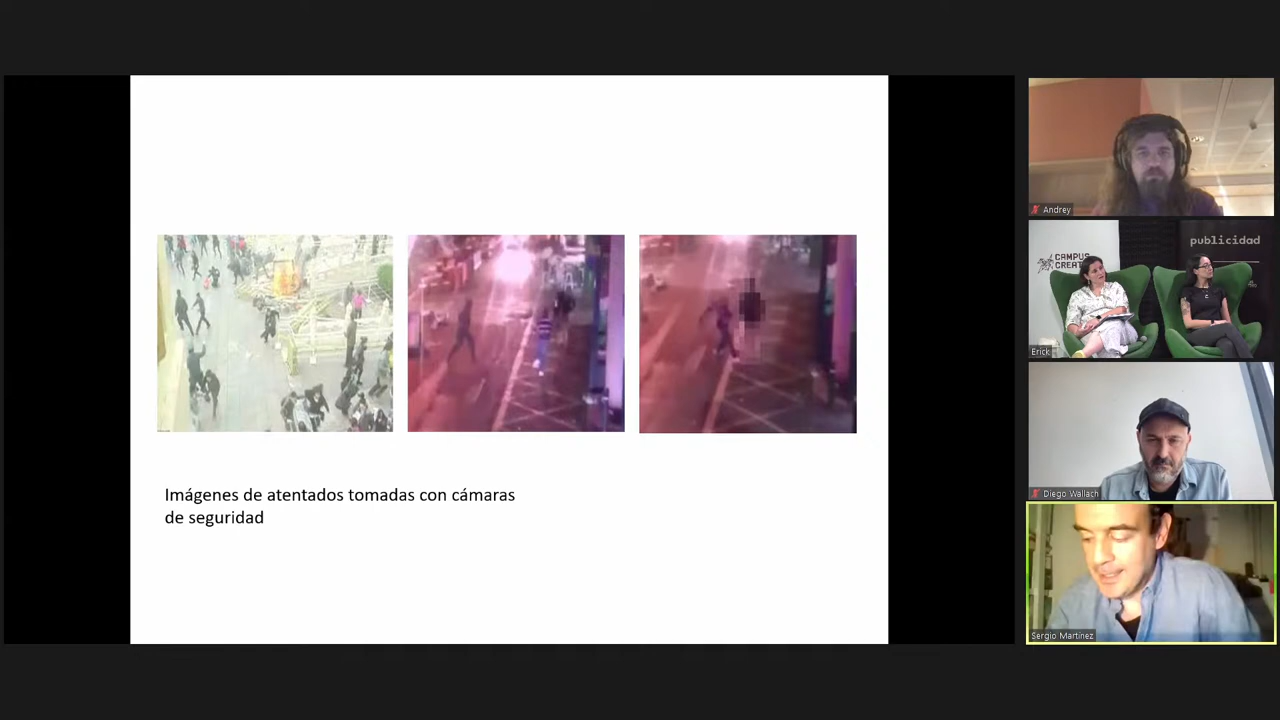 Imágenes de atentados tomadas con cámaras
de seguridad
Andrey
CAMPUS
CREAT
publicidad
Erick
Diego Wallach
Sergio Martinez